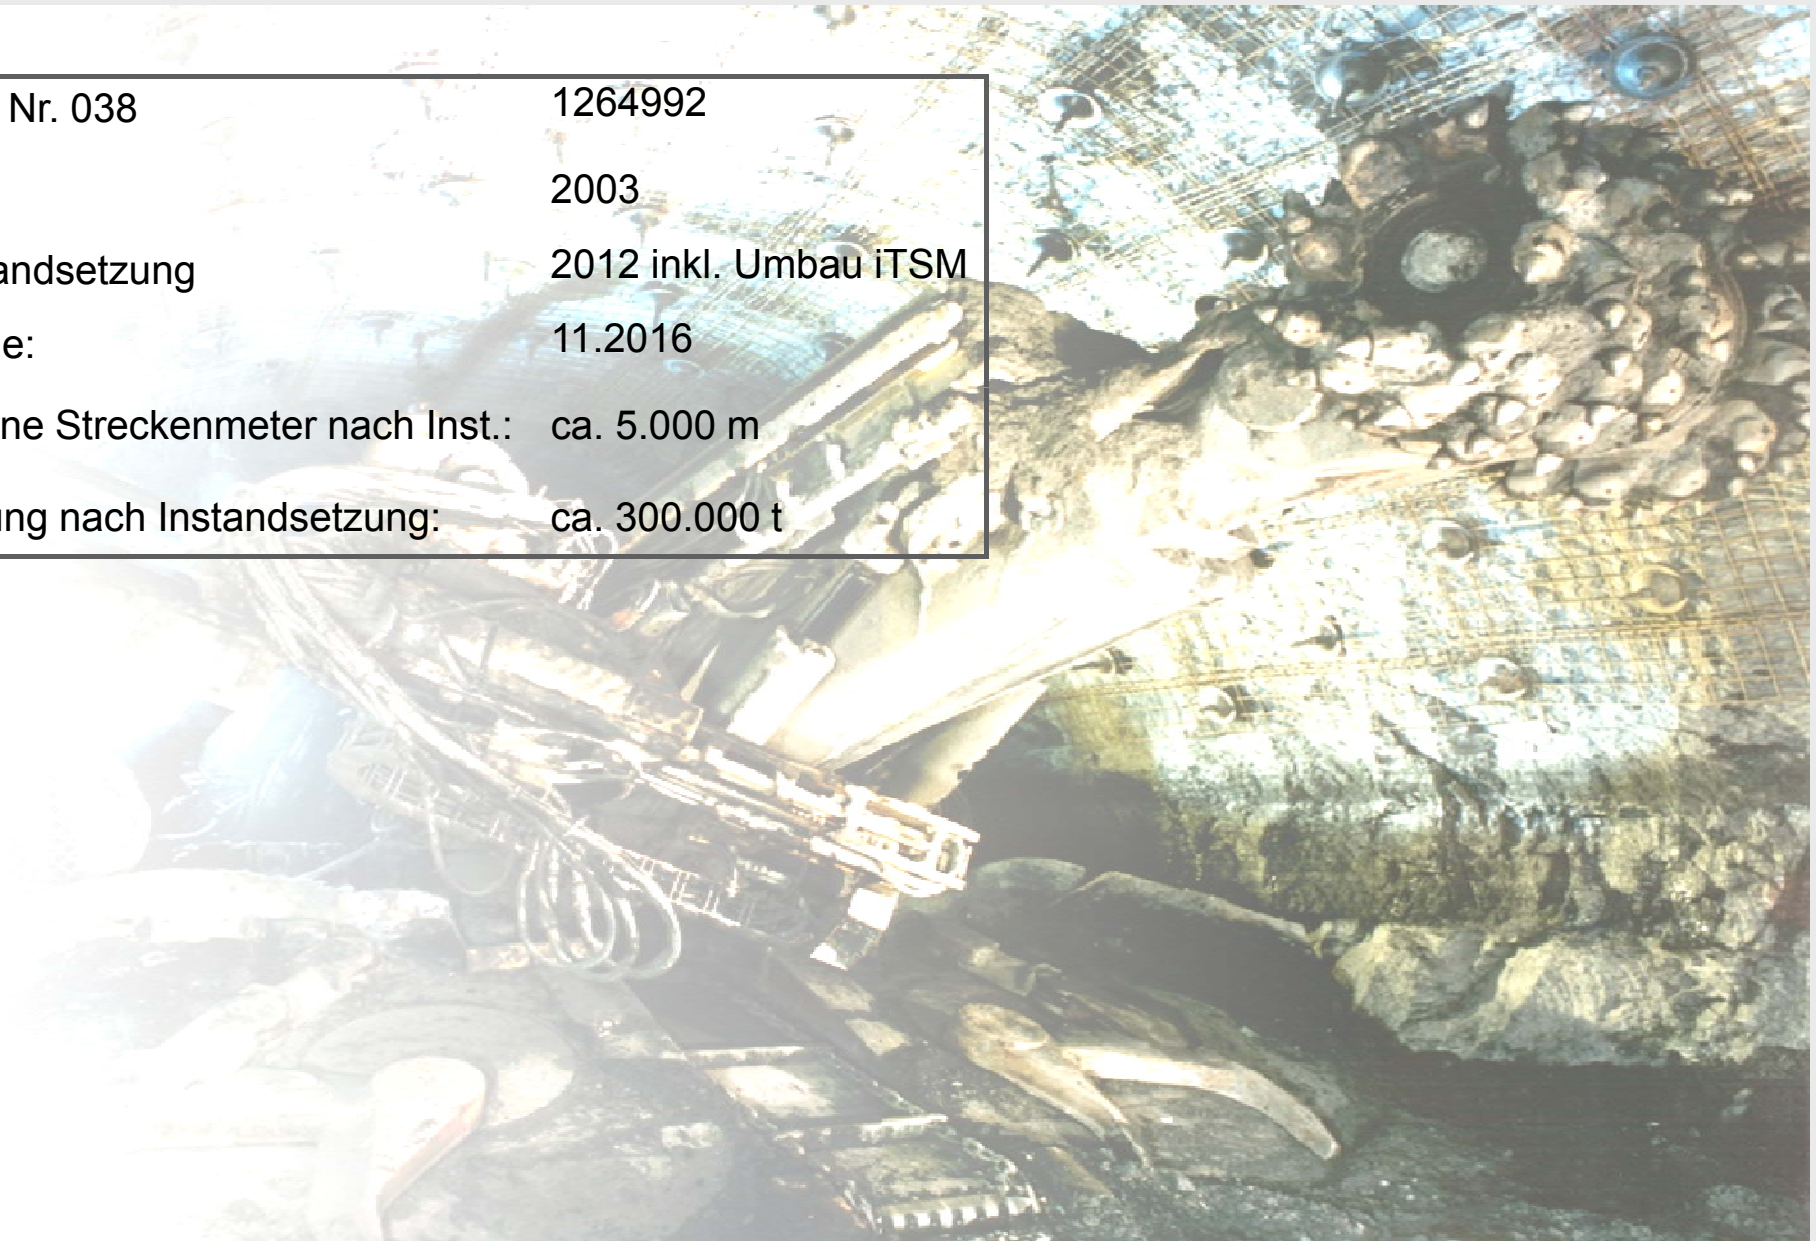 Nr. 038 1264992
2003
andsetzung 2012 inkl. Umbau iTSM
e: 11.2016
ne Streckenmeter nach Inst.: ca. 5.000 m
ung nach Instandsetzung: ca. 300.000 t